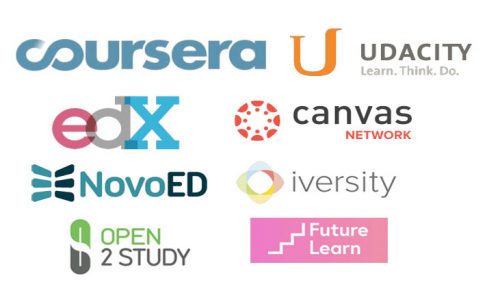 coursera
UDACITY
Learn. Think. Do.
edX
canvas
NETWORK
NovoED
iversity
OPEN
2 STUDY
Future
Learn